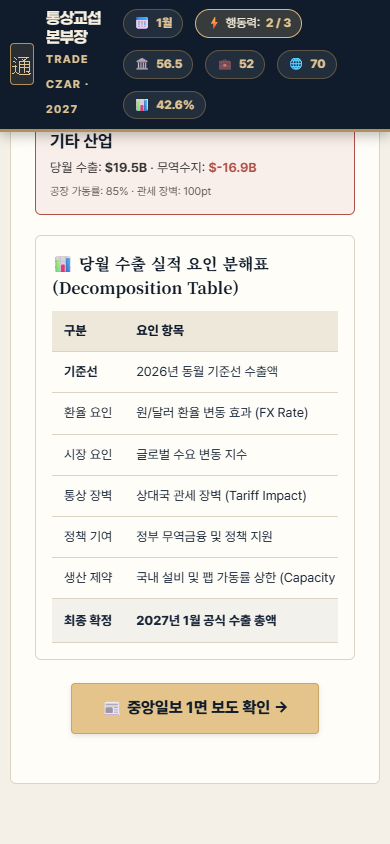 通
통상교섭
본부장
TRADE
CZAR ·
2027
1월
행동력: 2 / 3
56.5
52
70
42.6%
기타 산업
당월 수출: $19.5B · 무역수지: $-16.9B
공장 가동률: 85% · 관세 장벽: 100pt
당월 수출 실적 요인 분해표
(Decomposition Table)
구분 요인 항목
기준선 2026년 동월 기준선 수출액
환율 요인 원/달러 환율 변동 효과 (FX Rate)
시장 요인 글로벌 수요 변동 지수
통상 장벽 상대국 관세 장벽 (Tariff Impact)
정책 기여 정부 무역금융 및 정책 지원
생산 제약 국내 설비 및 팹 가동률 상한 (Capacity
최종 확정 2027년 1월 공식 수출 총액
중앙일보 1면 보도 확인 →